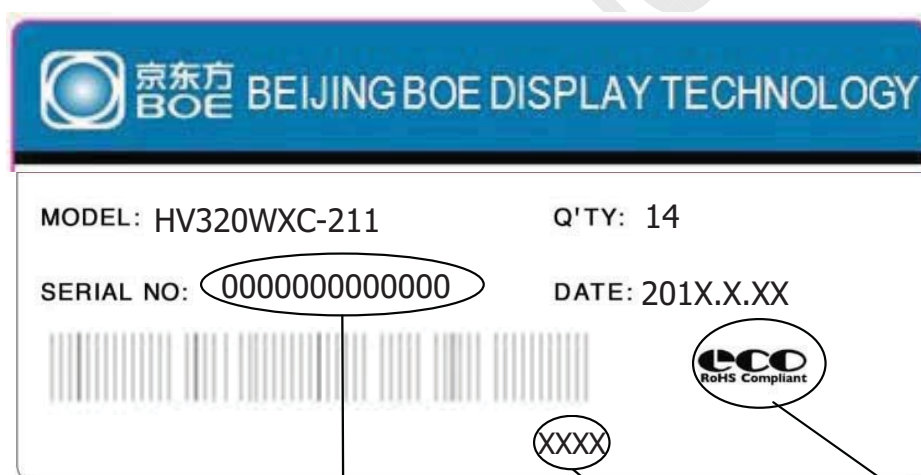 京东方
BOE BEIJING BOE DISPLAY TECHNOLOGY
MODEL: HV320WXC-211 Q'TY: 14
SERIAL NO: 0000000000000 DATE: 201X.X.XX
eco
RoHS Compliant
XXXX